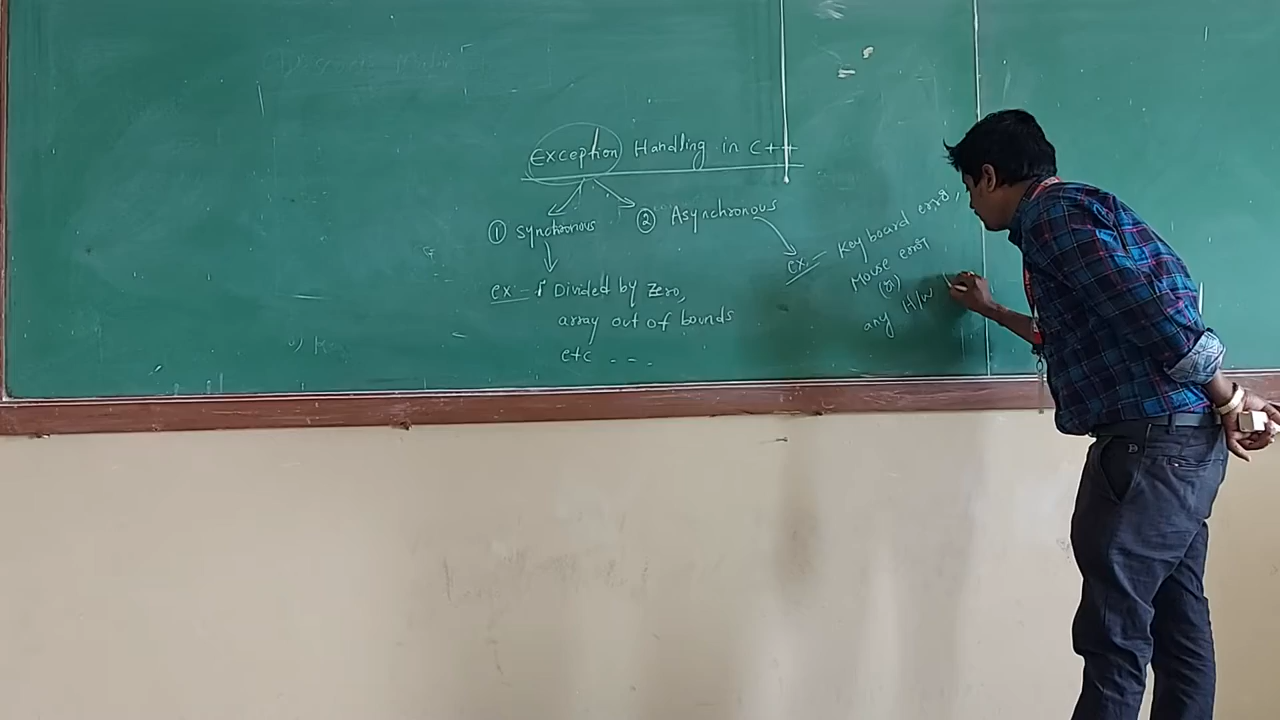 Exception Handling in C++
① Synchronous
② Asynchronous
ex:- Divided by Zero,
array out of bounds
etc - - -
ex:- Keyboard error,
Mouse error
(or)
any H/w